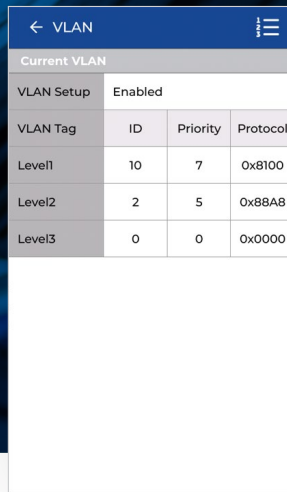 ← VLAN
Current VLAN
VLAN Setup Enabled
VLAN Tag ID Priority Protocol
Level1 10 7 0x8100
Level2 2 5 0x88A8
Level3 0 0 0x0000